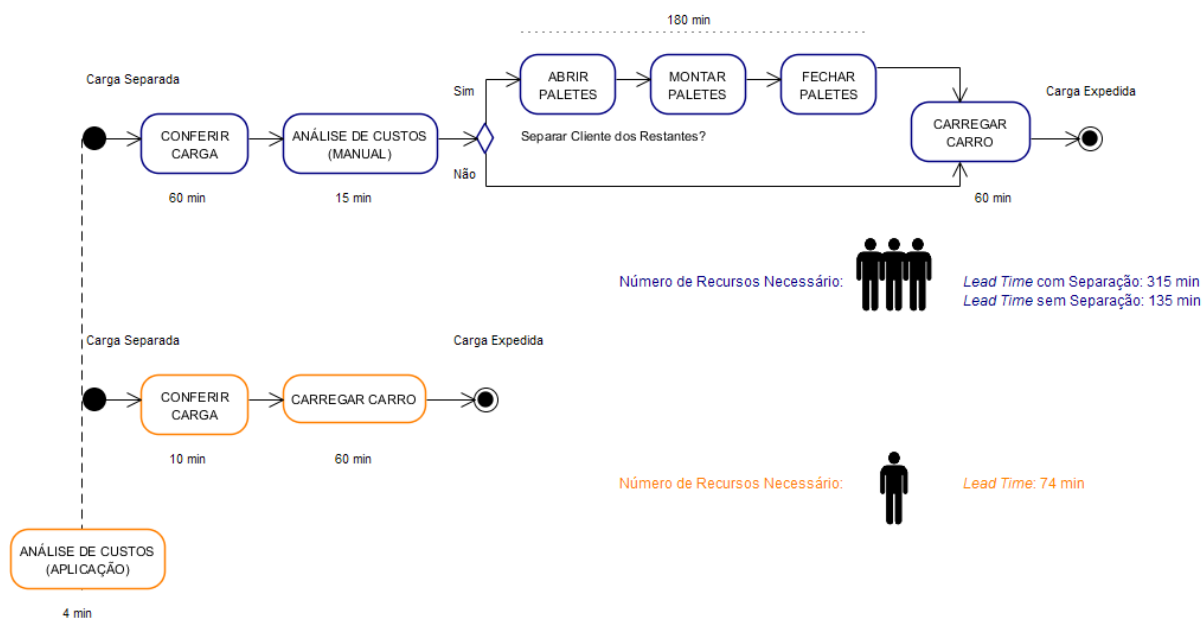 180 min
Carga Separada
Sim
ABRIR
PALETES
MONTAR
PALETES
FECHAR
PALETES
Carga Expedida
CONFERIR
CARGA
ANÁLISE DE CUSTOS
(MANUAL)
Separar Cliente dos Restantes?
CARREGAR
CARRO
Não
60 min
15 min
60 min
Número de Recursos Necessário:
Lead Time com Separação: 315 min
Lead Time sem Separação: 135 min
Carga Separada
Carga Expedida
CONFERIR
CARGA
CARREGAR CARRO
10 min
60 min
Número de Recursos Necessário:
Lead Time: 74 min
ANÁLISE DE CUSTOS
(APLICAÇÃO)
4 min